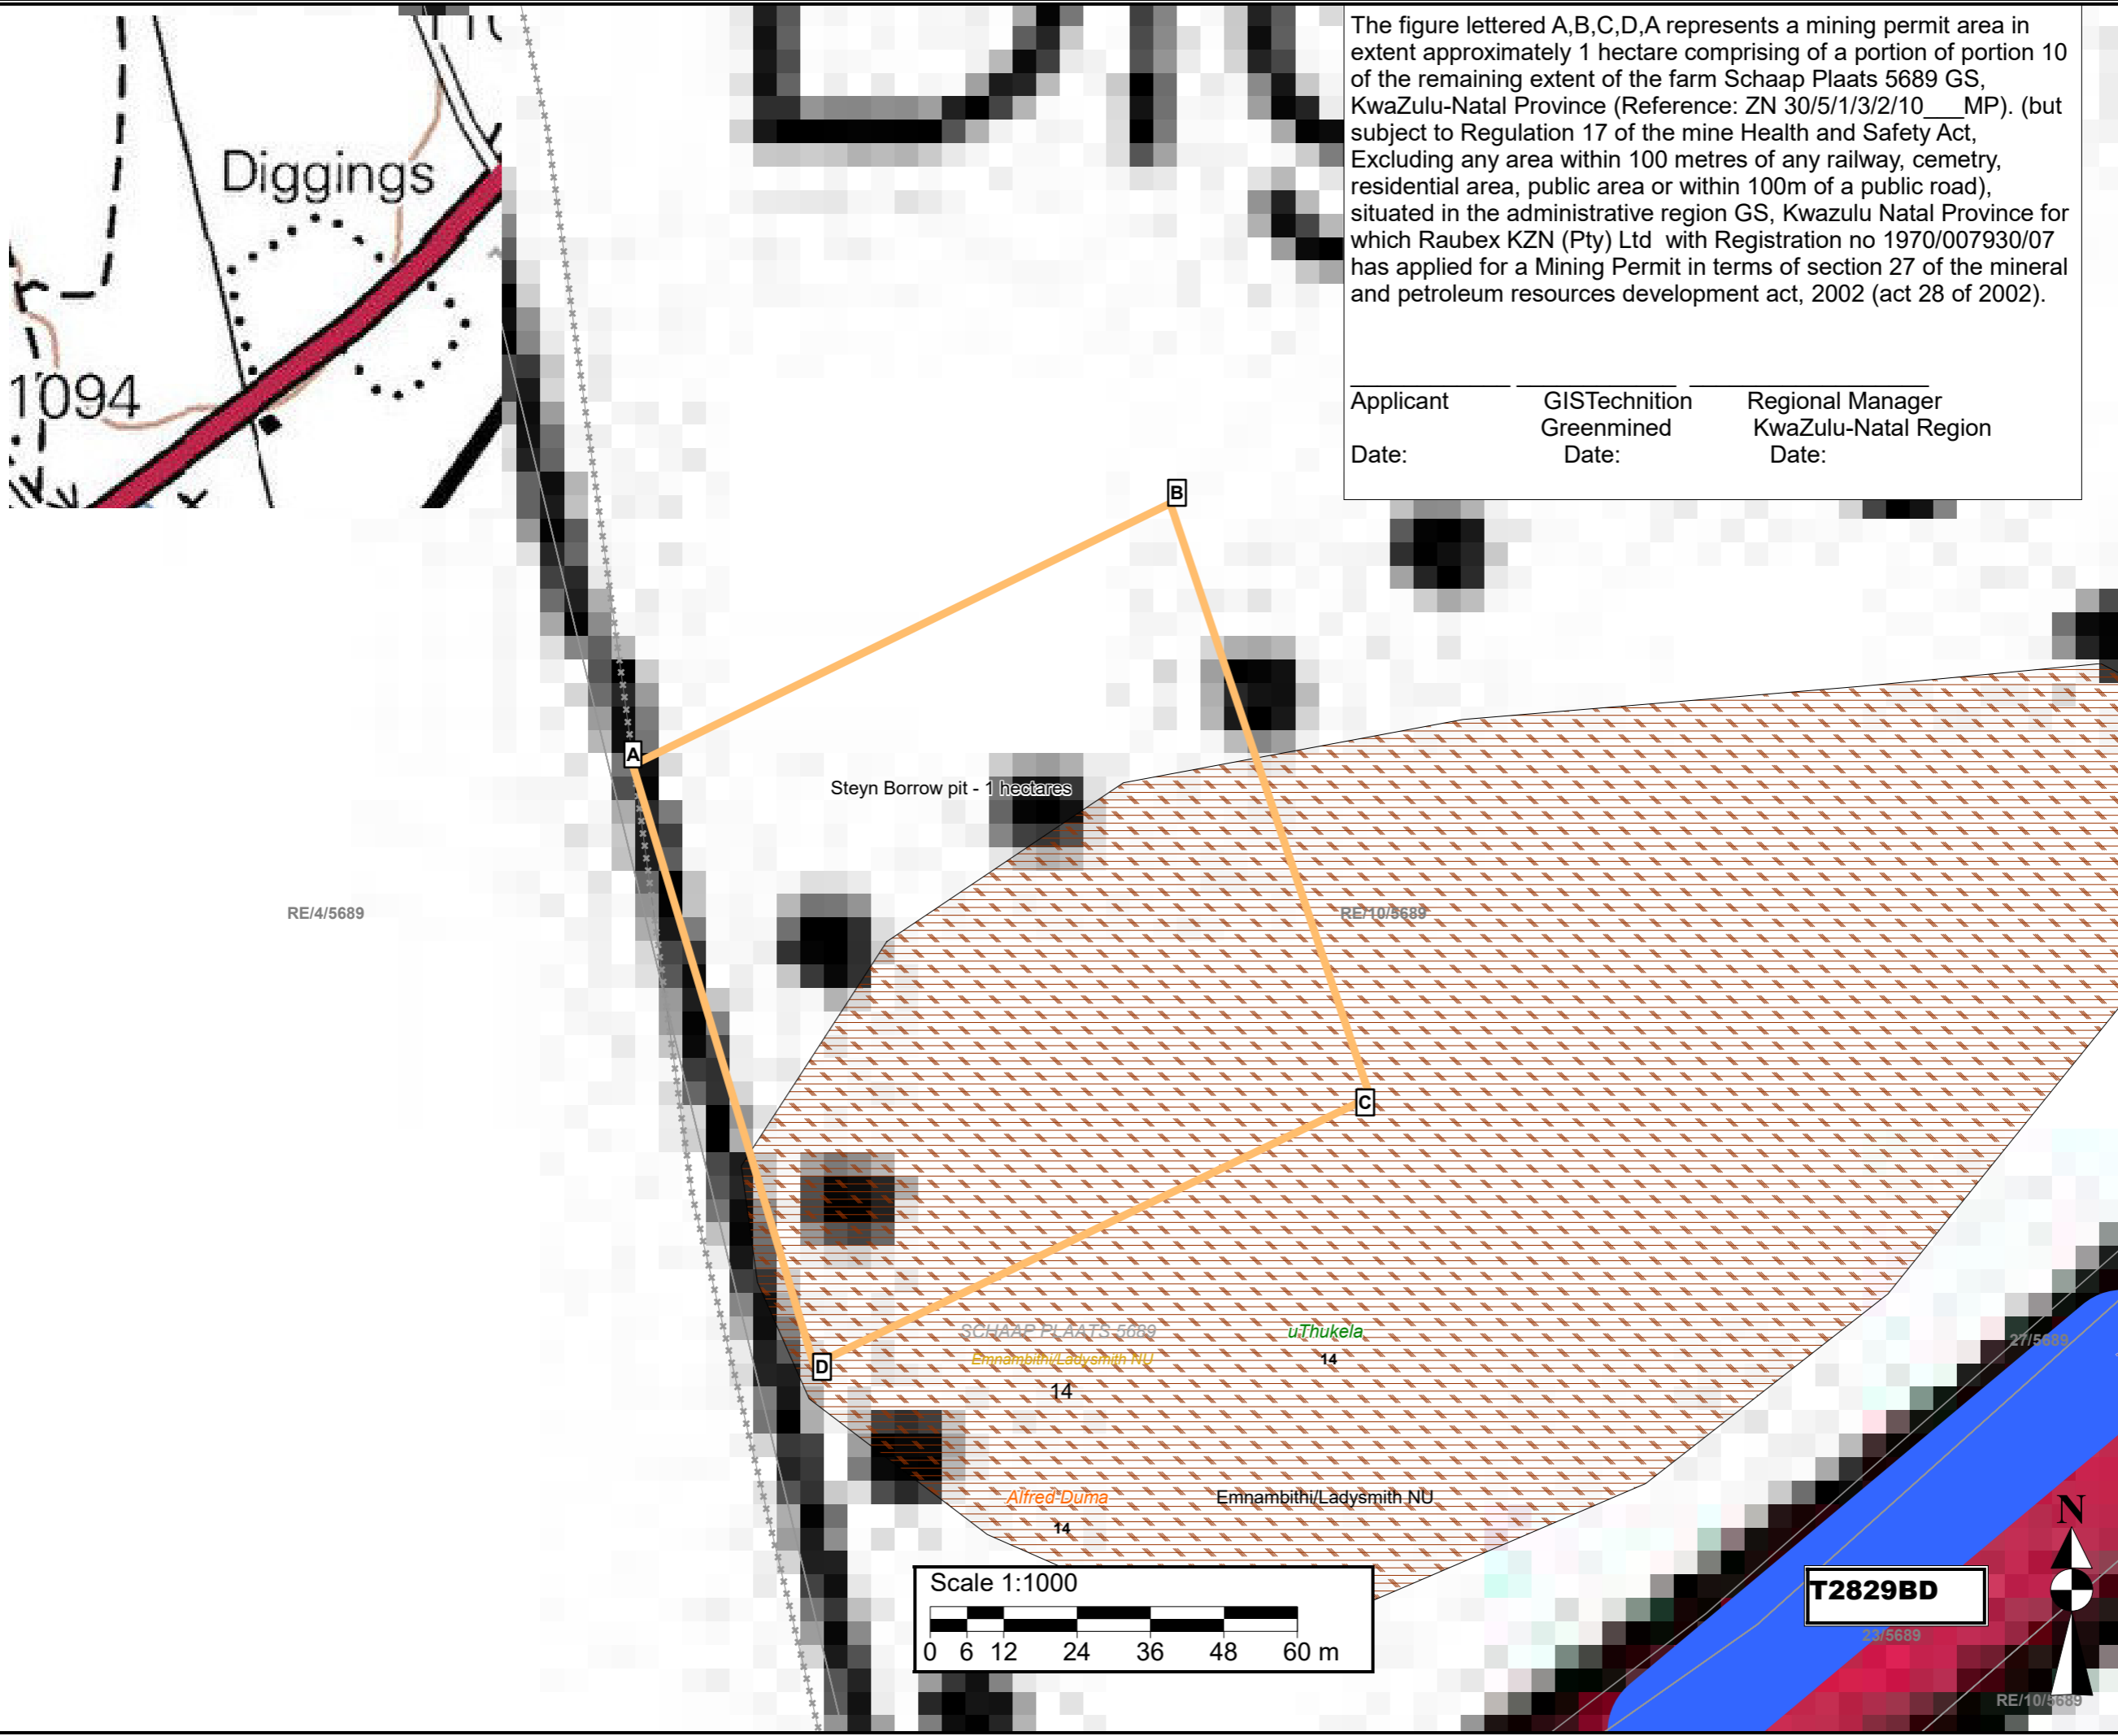 Diggings
1094
The figure lettered A,B,C,D,A represents a mining permit area in
extent approximately 1 hectare comprising of a portion of portion 10
of the remaining extent of the farm Schaap Plaats 5689 GS,
KwaZulu-Natal Province (Reference: ZN 30/5/1/3/2/10___MP). (but
subject to Regulation 17 of the mine Health and Safety Act,
Excluding any area within 100 metres of any railway, cemetry,
residential area, public area or within 100m of a public road),
situated in the administrative region GS, Kwazulu Natal Province for
which Raubex KZN (Pty) Ltd with Registration no 1970/007930/07
has applied for a Mining Permit in terms of section 27 of the mineral
and petroleum resources development act, 2002 (act 28 of 2002).
Applicant GISTechnition Regional Manager
Greenmined KwaZulu-Natal Region
Date: Date: Date:
B
A
Steyn Borrow pit - 1 hectares
RE/4/5689
RE/10/5689
C
SCHAAP PLAATS 5689
uThukela
Emnambithi/Ladysmith NU
14
D
14
27/5689
Alfred Duma
Emnambithi/Ladysmith NU
14
N
Scale 1:1000
0 6 12 24 36 48 60 m
T2829BD
23/5689
RE/10/5689